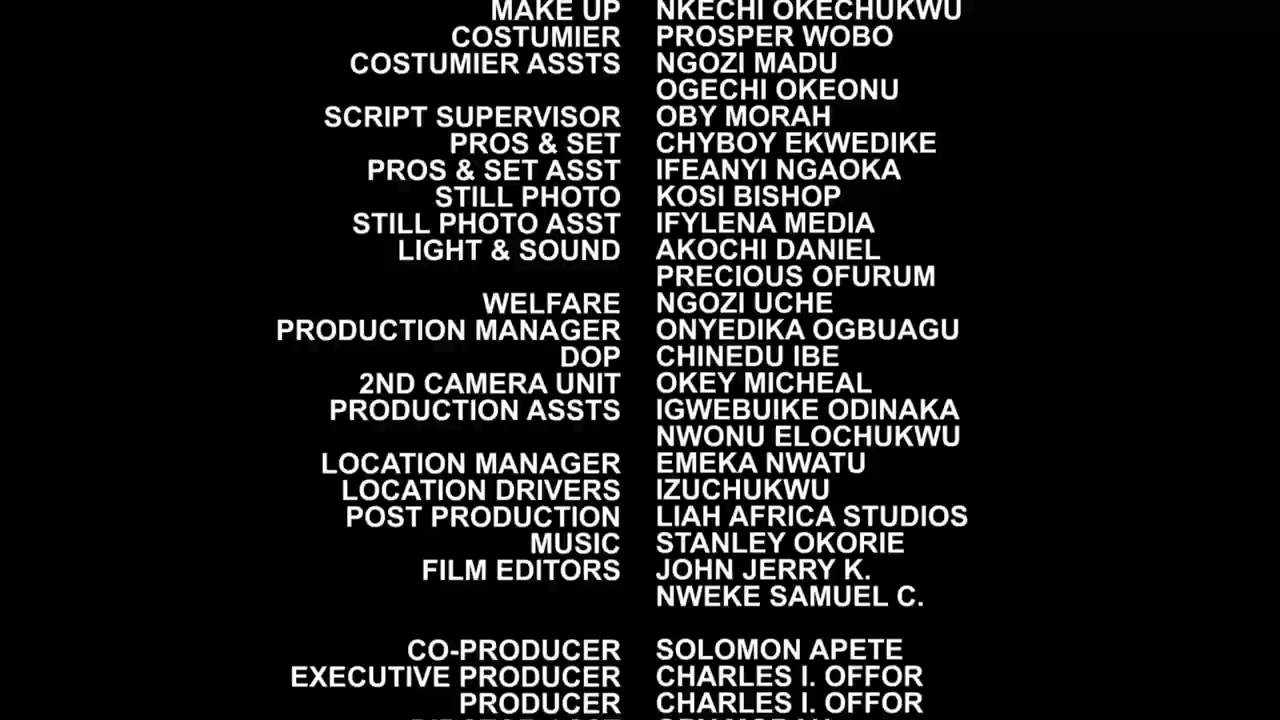 MAKE UP NKECHI OKECHUKWU
COSTUMIER PROSPER WOBO
COSTUMIER ASSTS NGOZI MADU
OGECHI OKEONU
SCRIPT SUPERVISOR OBY MORAH
PROS & SET CHYBOY EKWEDIKE
PROS & SET ASST IFEANYI NGAOKA
STILL PHOTO KOSI BISHOP
STILL PHOTO ASST IFYLENA MEDIA
LIGHT & SOUND AKOCHI DANIEL
PRECIOUS OFURUM
WELFARE NGOZI UCHE
PRODUCTION MANAGER ONYEDIKA OGBUAGU
DOP CHINEDU IBE
2ND CAMERA UNIT OKEY MICHEAL
PRODUCTION ASSTS IGWEBUIKE ODINAKA
NWONU ELOCHUKWU
LOCATION MANAGER EMEKA NWATU
LOCATION DRIVERS IZUCHUKWU
POST PRODUCTION LIAH AFRICA STUDIOS
MUSIC STANLEY OKORIE
FILM EDITORS JOHN JERRY K.
NWEKE SAMUEL C.
CO-PRODUCER SOLOMON APETE
EXECUTIVE PRODUCER CHARLES I. OFFOR
PRODUCER CHARLES I. OFFOR